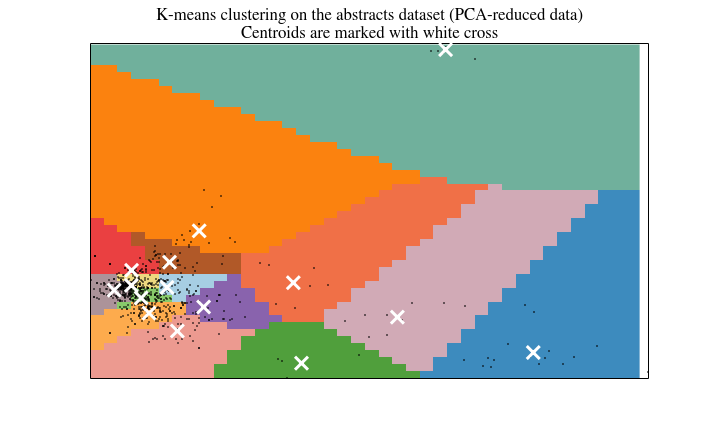 K-means clustering on the abstracts dataset (PCA-reduced data)
Centroids are marked with white cross